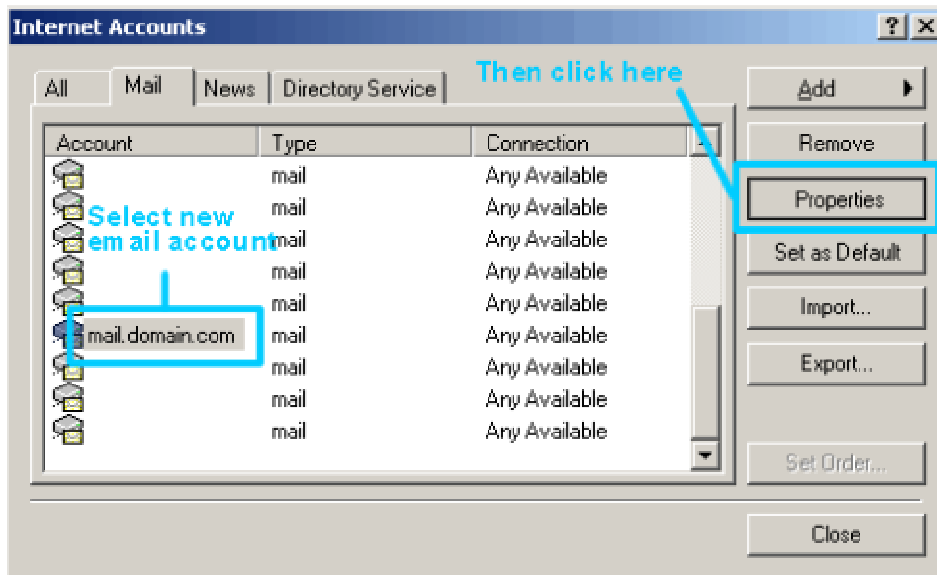 Internet Accounts
All Mail News Directory Service
Then click here
Add
Remove
Properties
Set as Default
Import...
Export...
Set Order...
Close
Account Type Connection
mail Any Available
mail Any Available
Select new
email account
mail Any Available
mail Any Available
mail Any Available
mail.domain.com mail Any Available
mail Any Available
mail Any Available
mail Any Available